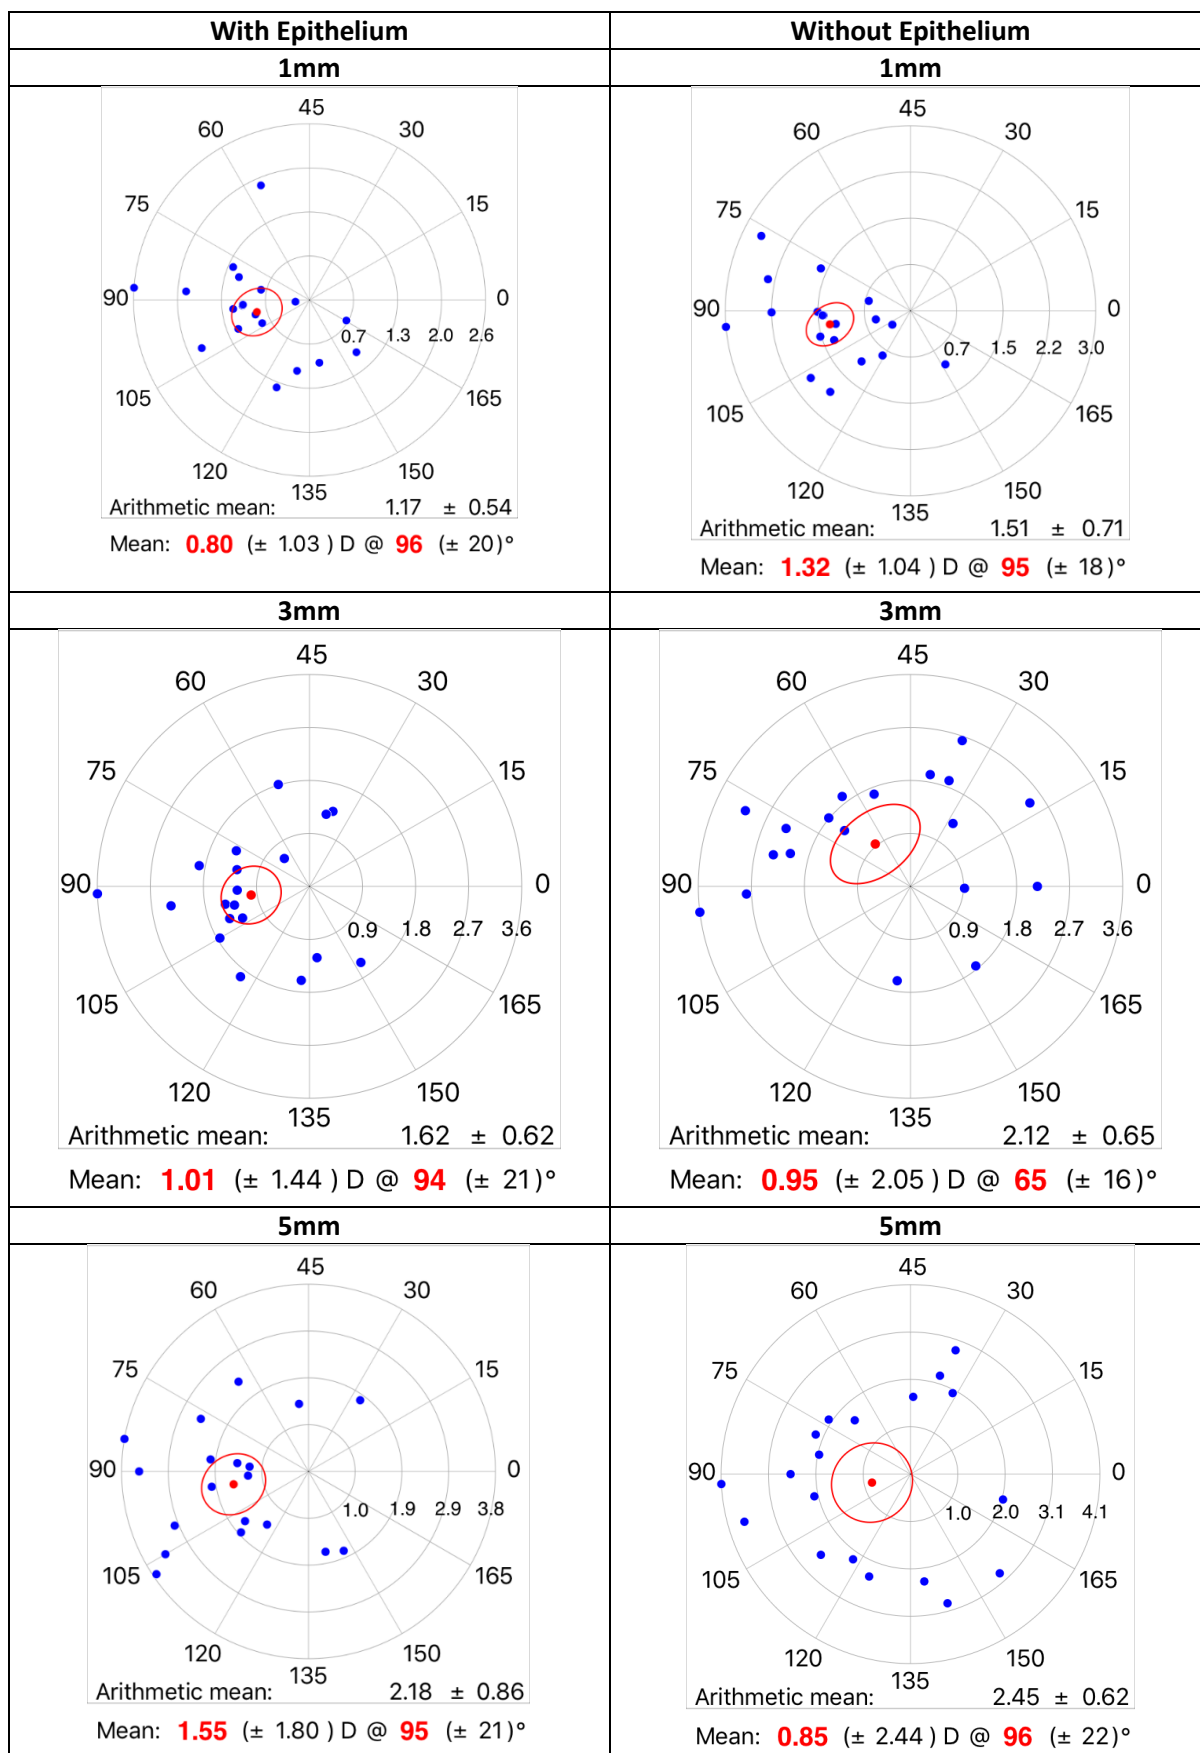 With Epithelium
Without Epithelium
1mm
1mm
45
60
30
75
15
90
0
0.7 1.3 2.0 2.6
105
165
120
150
135
Arithmetic mean: 1.17 ± 0.54
Mean: 0.80 (± 1.03 ) D @ 96 (± 20)°
45
60
30
75
15
90
0
0.7 1.5 2.2 3.0
105
165
120
150
135
Arithmetic mean: 1.51 ± 0.71
Mean: 1.32 (± 1.04 ) D @ 95 (± 18)°
3mm
3mm
45
60
30
75
15
90
0
0.9 1.8 2.7 3.6
105
165
120
150
135
Arithmetic mean: 1.62 ± 0.62
Mean: 1.01 (± 1.44 ) D @ 94 (± 21)°
45
60
30
75
15
90
0
0.9 1.8 2.7 3.6
105
165
120
150
135
Arithmetic mean: 2.12 ± 0.65
Mean: 0.95 (± 2.05 ) D @ 65 (± 16)°
5mm
5mm
45
60
30
75
15
90
0
1.0 1.9 2.9 3.8
105
165
120
150
135
Arithmetic mean: 2.18 ± 0.86
Mean: 1.55 (± 1.80 ) D @ 95 (± 21)°
45
60
30
75
15
90
0
1.0 2.0 3.1 4.1
105
165
120
150
135
Arithmetic mean: 2.45 ± 0.62
Mean: 0.85 (± 2.44 ) D @ 96 (± 22)°